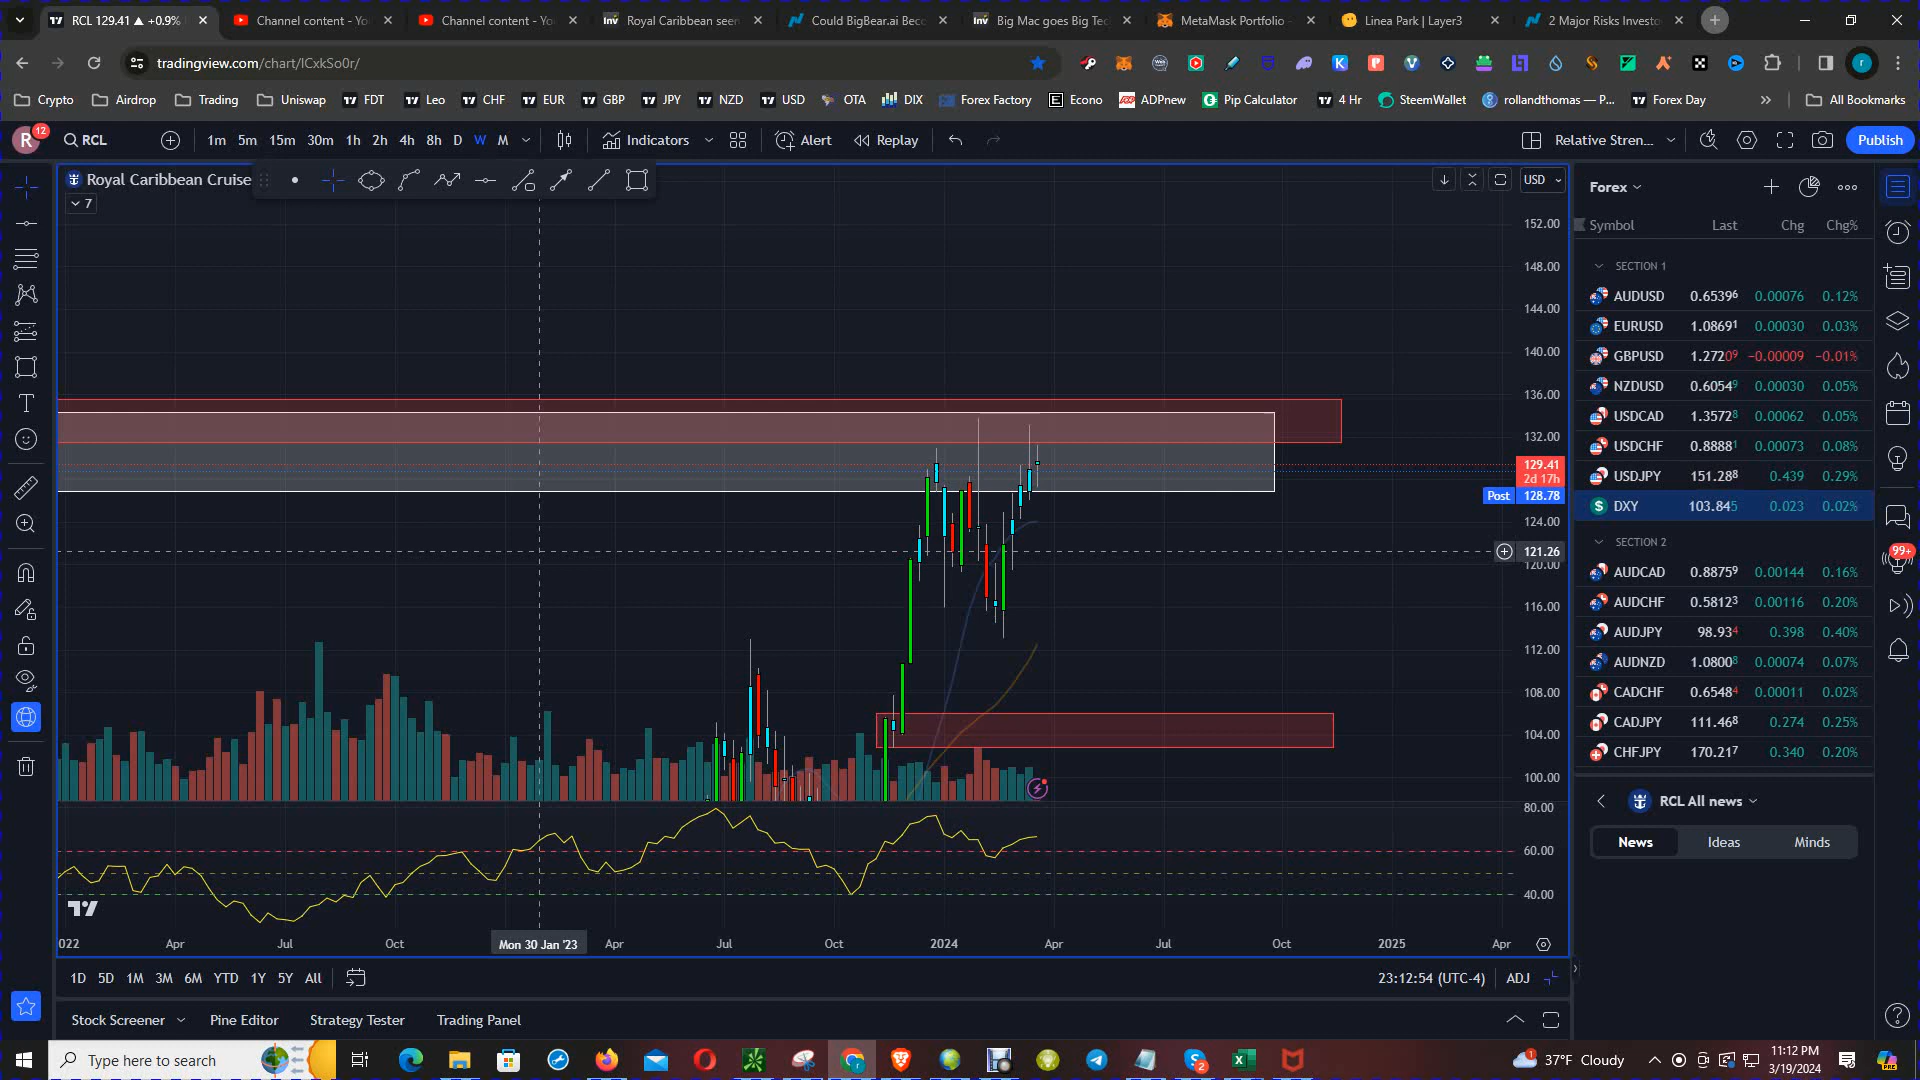 RCL 129.41 ▲ +0.9%
Channel content - Yo
Channel content - Yo
Royal Caribbean seen
Could BigBear.ai Bec
Big Mac goes Big Te
MetaMask Portfolio -
Linea Park | Layer3
2 Major Risks Investo
tradingview.com/chart/ICxkSo0r/
Crypto Airdrop Trading Uniswap FDT Leo CHF EUR GBP JPY NZD USD OTA DIX Forex Factory Econo ADPnew Pip Calculator 4 Hr SteemWallet rollandthomas — P... Forex Day » All Bookmarks
R 12 RCL 1m 5m 15m 30m 1h 2h 4h 8h D W M Indicators Alert Replay Relative Stren... Publish
Royal Caribbean Cruise
7
USD
152.00
148.00
144.00
140.00
136.00
132.00
129.41
2d 17h
Post 128.78
124.00
121.26
120.00
116.00
112.00
108.00
104.00
100.00
80.00
60.00
40.00
022 Apr Jul Oct Mon 30 Jan '23 Apr Jul Oct 2024 Apr Jul Oct 2025 Apr
1D 5D 1M 3M 6M YTD 1Y 5Y All 23:12:54 (UTC-4) ADJ
Stock Screener Pine Editor Strategy Tester Trading Panel
Forex
Symbol Last Chg Chg%
SECTION 1
AUDUSD 0.65396 0.00076 0.12%
EURUSD 1.08691 0.00030 0.03%
GBPUSD 1.27209 −0.00009 −0.01%
NZDUSD 0.60549 0.00030 0.05%
USDCAD 1.35728 0.00062 0.05%
USDCHF 0.88881 0.00073 0.08%
USDJPY 151.288 0.439 0.29%
DXY 103.845 0.023 0.02%
SECTION 2
AUDCAD 0.88759 0.00144 0.16%
AUDCHF 0.58123 0.00116 0.20%
AUDJPY 98.934 0.398 0.40%
AUDNZD 1.08008 0.00074 0.07%
CADCHF 0.65484 0.00011 0.02%
CADJPY 111.468 0.274 0.25%
CHFJPY 170.217 0.340 0.20%
99+
RCL All news
News Ideas Minds
Type here to search
37°F Cloudy
11:12 PM
3/19/2024